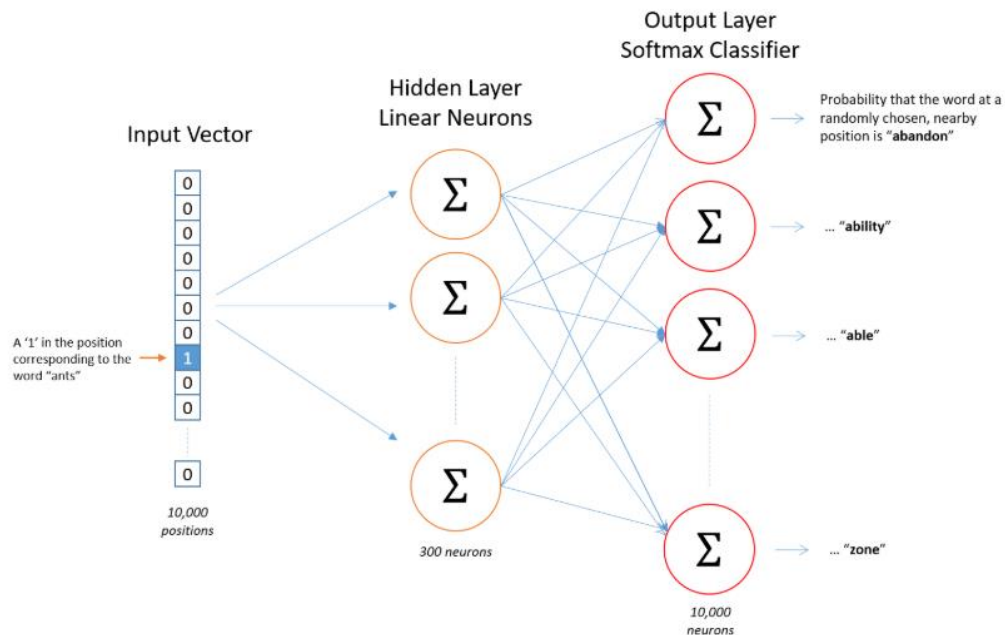 Output Layer
Softmax Classifier
Hidden Layer
Linear Neurons
Input Vector
Σ
Probability that the word at a
randomly chosen, nearby
position is “abandon”
0
0
0
0
0
0
0
1
0
0
0
A ‘1’ in the position
corresponding to the
word “ants”
10,000
positions
Σ
Σ
Σ
300 neurons
Σ
... “ability”
Σ
... “able”
Σ
... “zone”
10,000
neurons